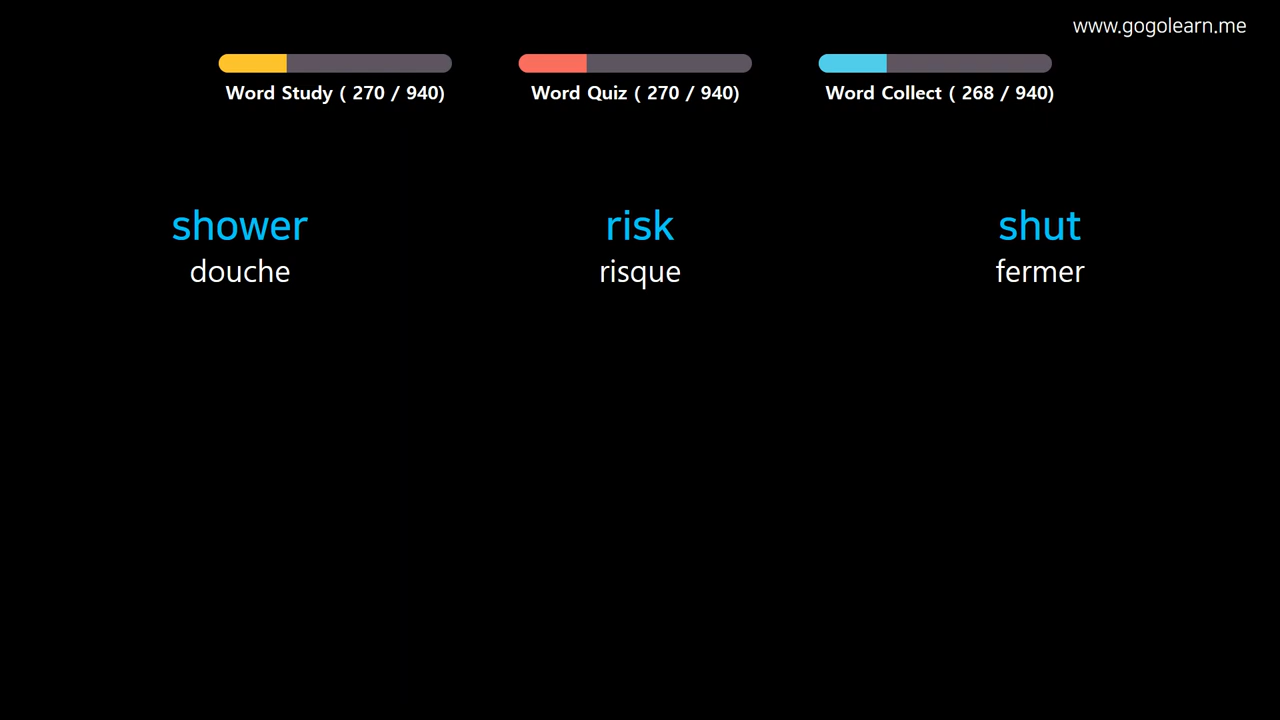 www.gogolearn.me
Word Study ( 270 / 940)
Word Quiz ( 270 / 940)
Word Collect ( 268 / 940)
shower
douche
risk
risque
shut
fermer